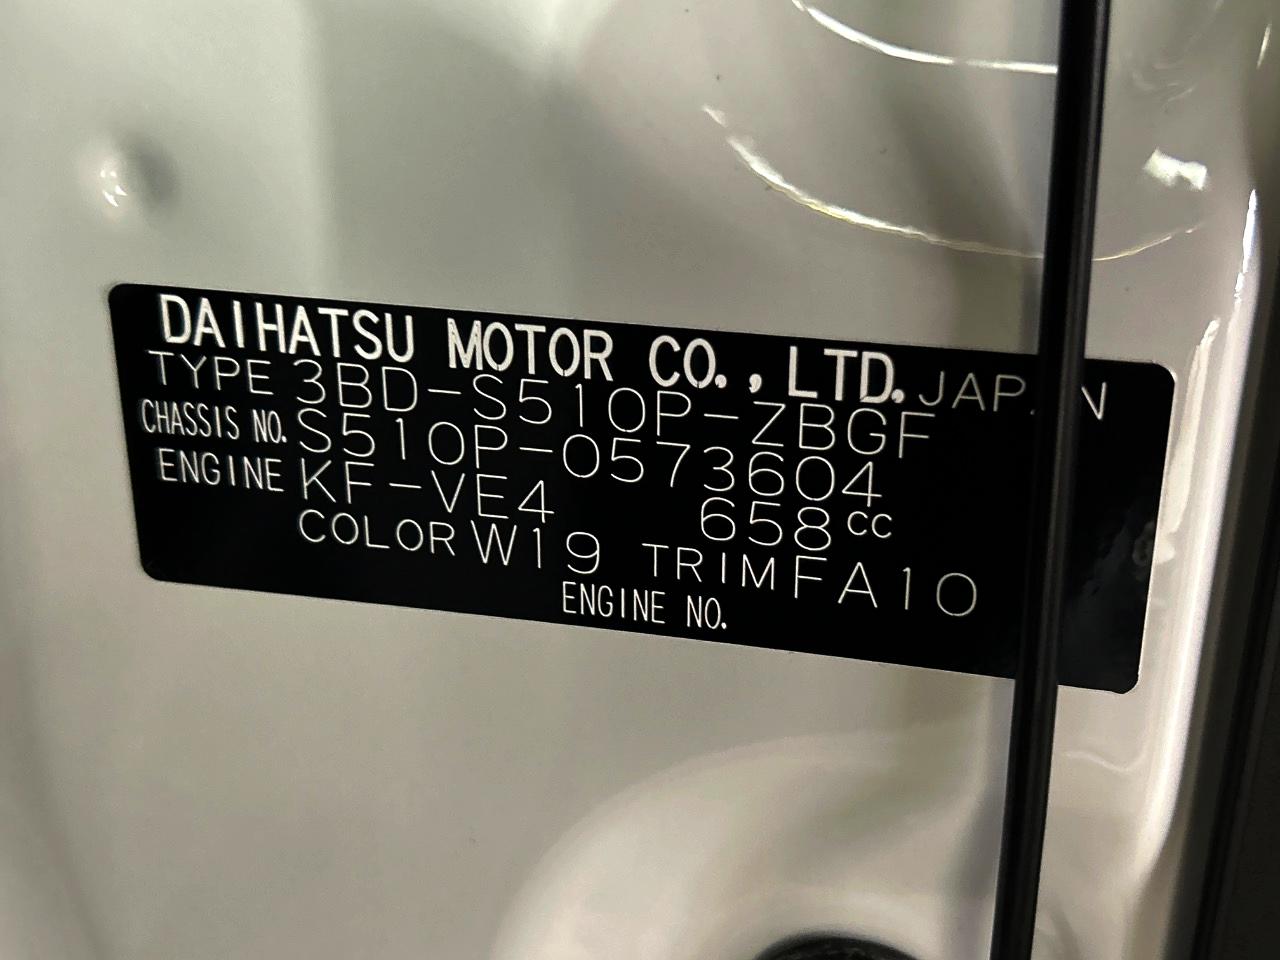 DAIHATSU MOTOR CO., LTD. JAPAN
TYPE 3BD-S510P-ZBGF
CHASSIS NO. S510P-0573604
ENGINE KF-VE4 658cc
COLOR W19 TRIM FA10
ENGINE NO.